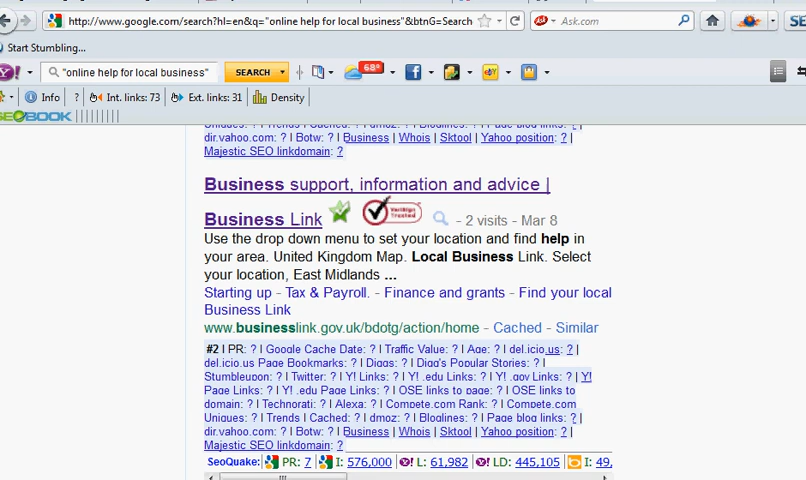 http://www.google.com/search?hl=en&q="online help for local business"&btnG=Search
Ask.com
Start Stumbling...
"online help for local business"
SEARCH
68°
Info ? Int. links: 73 Ext. links: 31 Density
SEOBOOK
dir.yahoo.com: ? | Botw: ? | Business | Whois | Sktool | Yahoo position: ? |
Majestic SEO linkdomain: ?
Business support, information and advice |
Business Link
VeriSign
Trusted
- 2 visits - Mar 8
Use the drop down menu to set your location and find help in
your area. United Kingdom Map. Local Business Link. Select
your location, East Midlands ...
Starting up - Tax & Payroll. - Finance and grants - Find your local
Business Link
www.businesslink.gov.uk/bdotg/action/home - Cached - Similar
#2 | PR: ? | Google Cache Date: ? | Traffic Value: ? | Age: ? | del.icio.us: ? |
del.icio.us Page Bookmarks: ? | Diggs: ? | Digg's Popular Stories: ? |
Stumbleupon: ? | Twitter: ? | Y! Links: ? | Y! .edu Links: ? | Y! .gov Links: ? | Y!
Page Links: ? | Y! .edu Page Links: ? | OSE links to page: ? | OSE links to
domain: ? | Technorati: ? | Alexa: ? | Compete.com Rank: ? | Compete.com
Uniques: ? | Trends | Cached: ? | dmoz: ? | Bloglines: ? | Page blog links: ? |
dir.yahoo.com: ? | Botw: ? | Business | Whois | Sktool | Yahoo position: ? |
Majestic SEO linkdomain: ?
SeoQuake: PR: 7 I: 576,000 L: 61,982 LD: 445,105 I: 49,